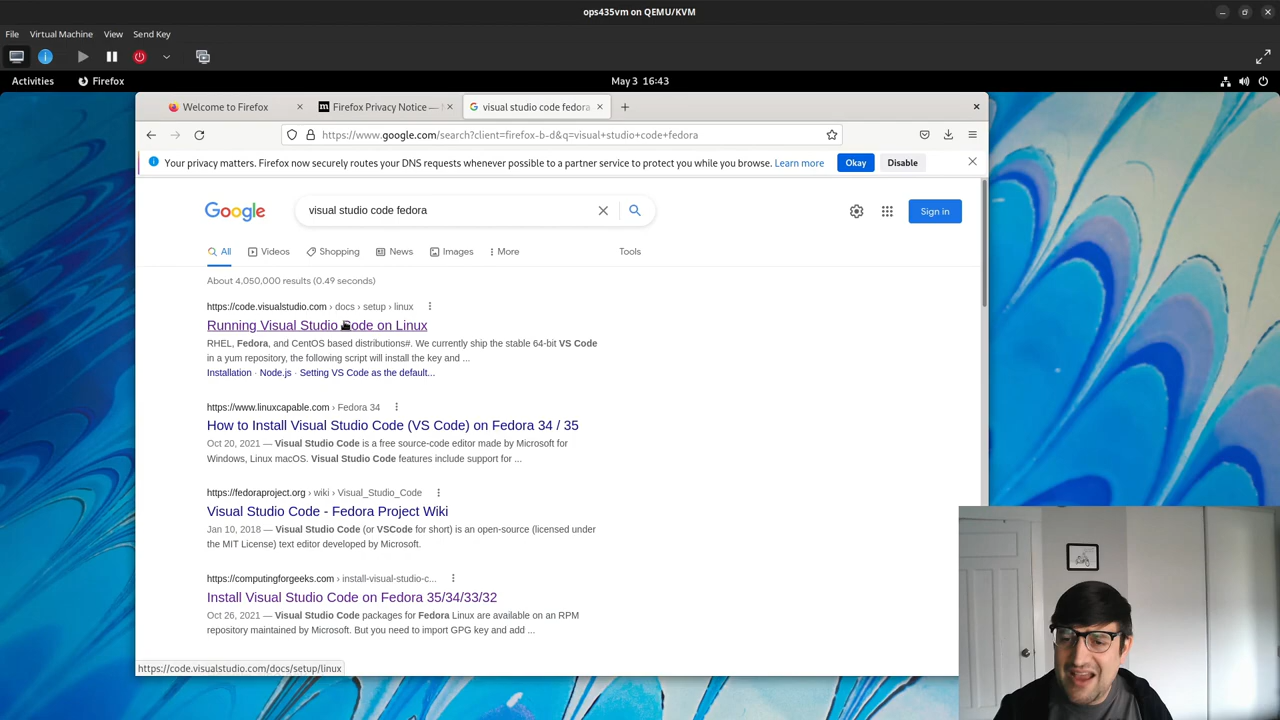 ops435vm on QEMU/KVM
File Virtual Machine View Send Key
Activities Firefox May 3 16:43
Welcome to Firefox Firefox Privacy Notice — visual studio code fedora
https://www.google.com/search?client=firefox-b-d&q=visual+studio+code+fedora
Your privacy matters. Firefox now securely routes your DNS requests whenever possible to a partner service to protect you while you browse. Learn more Okay Disable
Google visual studio code fedora Sign in
All Videos Shopping News Images More Tools
About 4,050,000 results (0.49 seconds)
https://code.visualstudio.com › docs › setup › linux
Running Visual Studio Code on Linux
RHEL, Fedora, and CentOS based distributions#. We currently ship the stable 64-bit VS Code
in a yum repository, the following script will install the key and ...
Installation · Node.js · Setting VS Code as the default...
https://www.linuxcapable.com › Fedora 34
How to Install Visual Studio Code (VS Code) on Fedora 34 / 35
Oct 20, 2021 — Visual Studio Code is a free source-code editor made by Microsoft for
Windows, Linux macOS. Visual Studio Code features include support for ...
https://fedoraproject.org › wiki › Visual_Studio_Code
Visual Studio Code - Fedora Project Wiki
Jan 10, 2018 — Visual Studio Code (or VSCode for short) is an open-source (licensed under
the MIT License) text editor developed by Microsoft.
https://computingforgeeks.com › install-visual-studio-c...
Install Visual Studio Code on Fedora 35/34/33/32
Oct 26, 2021 — Visual Studio Code packages for Fedora Linux are available on an RPM
repository maintained by Microsoft. But you need to import GPG key and add ...
https://code.visualstudio.com/docs/setup/linux